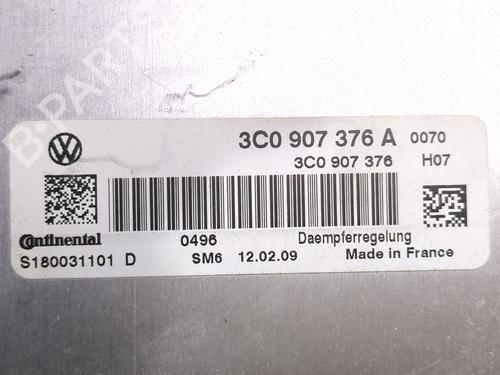 3C0 907 376 A 0070
3C0 907 376 H07
Continental 0496 Daempferregelung
S180031101 D SM6 12.02.09 Made in France
B-PARTS